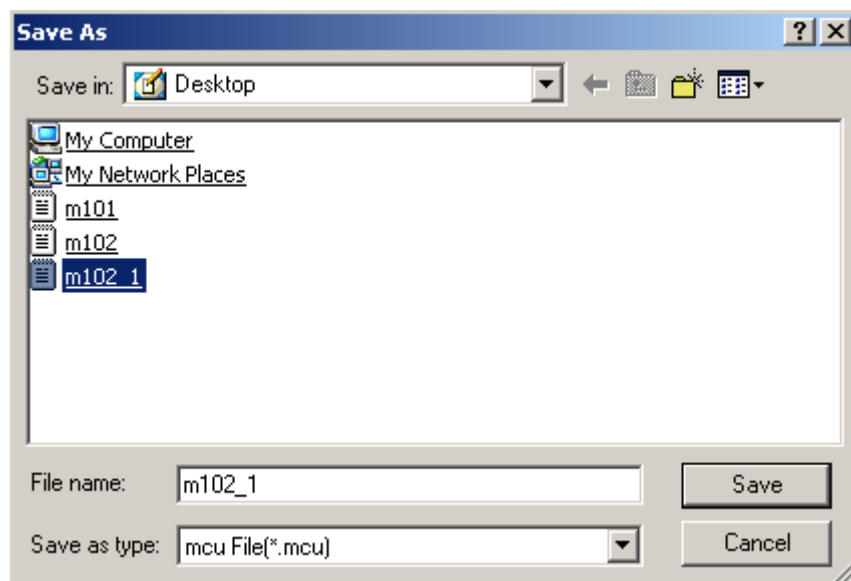 Save As
Save in: Desktop
My Computer
My Network Places
m101
m102
m102_1
File name: m102_1 Save
Save as type: mcu File(*.mcu) Cancel